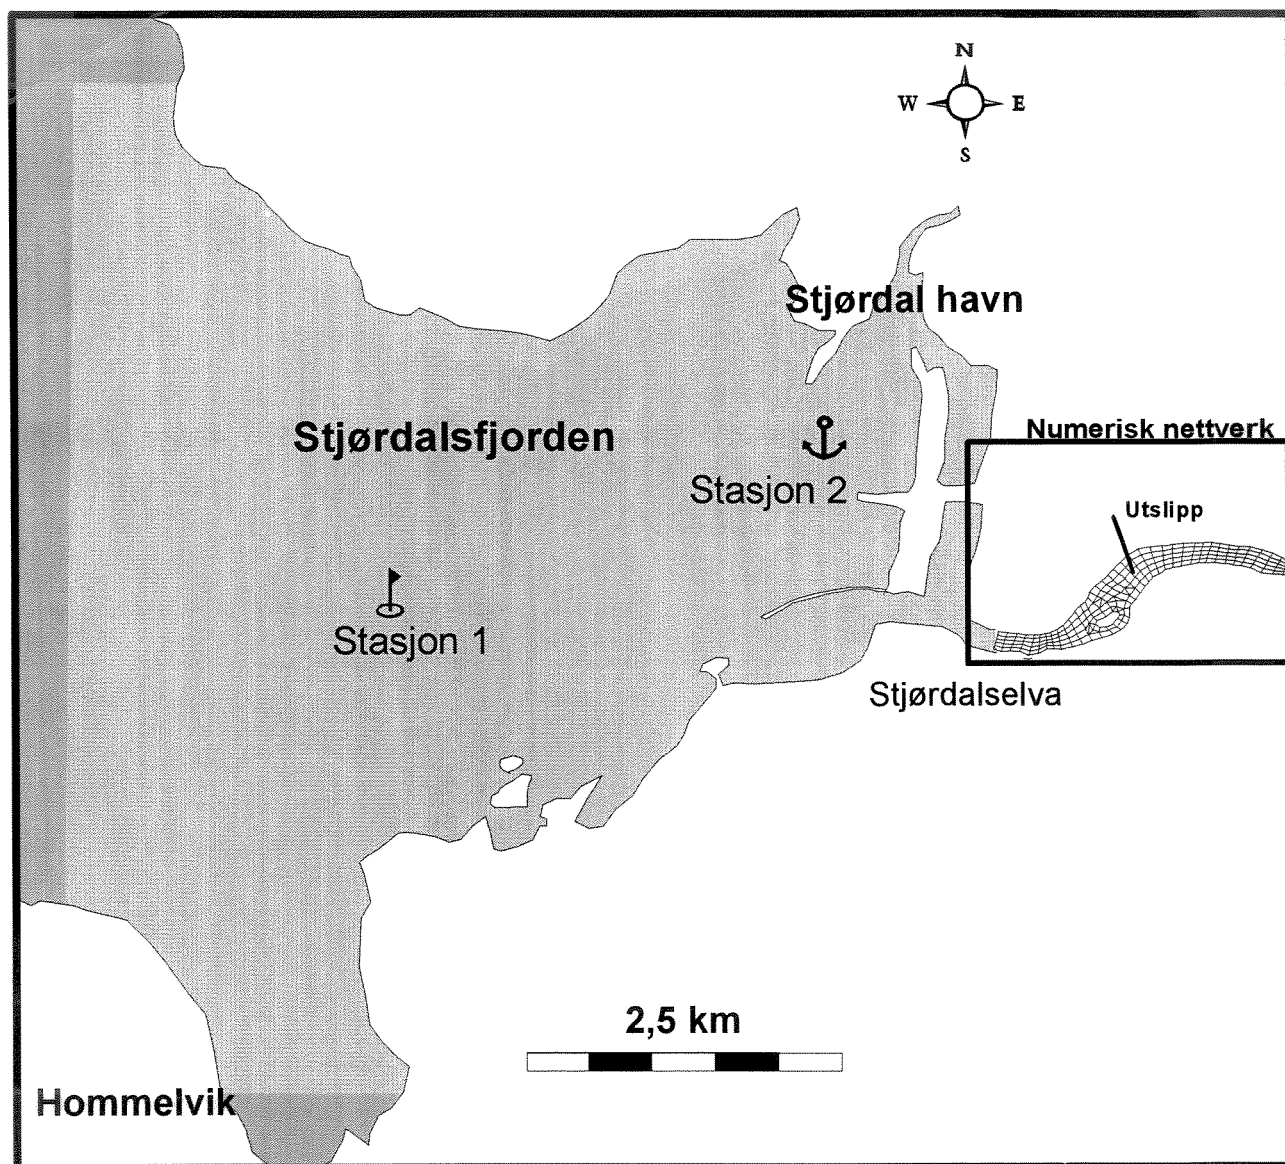 N
W E
S
Stjørdal havn
Stjørdalsfjorden
Numerisk nettverk
Stasjon 2
Utslipp
Stasjon 1
Stjørdalselva
2,5 km
Hommelvik